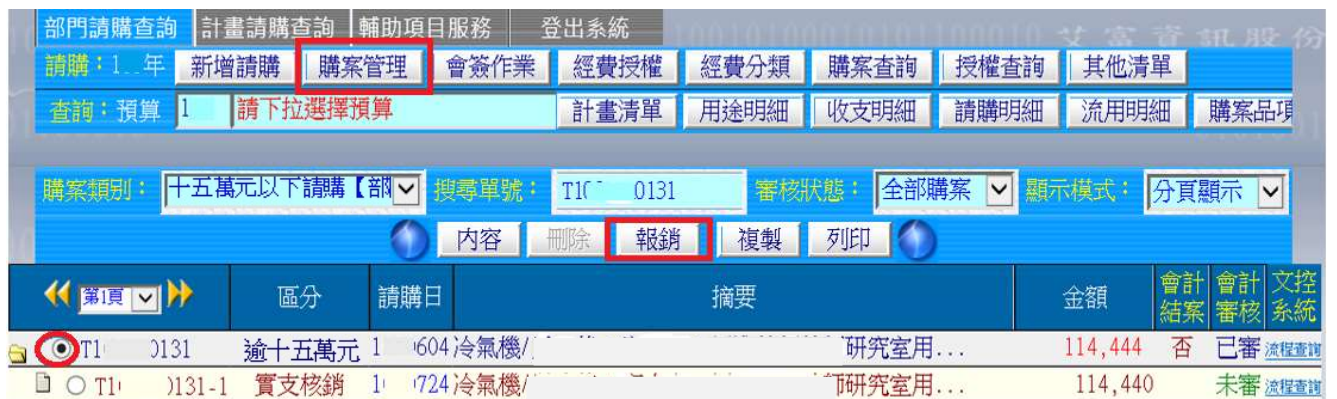 部門請購查詢 計畫請購查詢 輔助項目服務 登出系統
艾富資訊股份
請購：1 年 新增請購 購案管理 會簽作業 經費授權 經費分類 購案查詢 授權查詢 其他清單
查詢：預算 1 請下拉選擇預算 計畫清單 用途明細 收支明細 請購明細 流用明細 購案品項
購案類別： 十五萬元以下請購【部 搜尋單號： T1 0131 審核狀態： 全部購案 顯示模式： 分頁顯示
內容 刪除 報銷 複製 列印
第1頁 區分 請購日 摘要 金額 會計結案 會計審核 文控系統
T1 0131 逾十五萬元 1 604 冷氣機/ 研究室用... 114,444 否 已審 流程查詢
T1 0131-1 實支核銷 1 724 冷氣機/ 研究室用... 114,440 未審 流程查詢